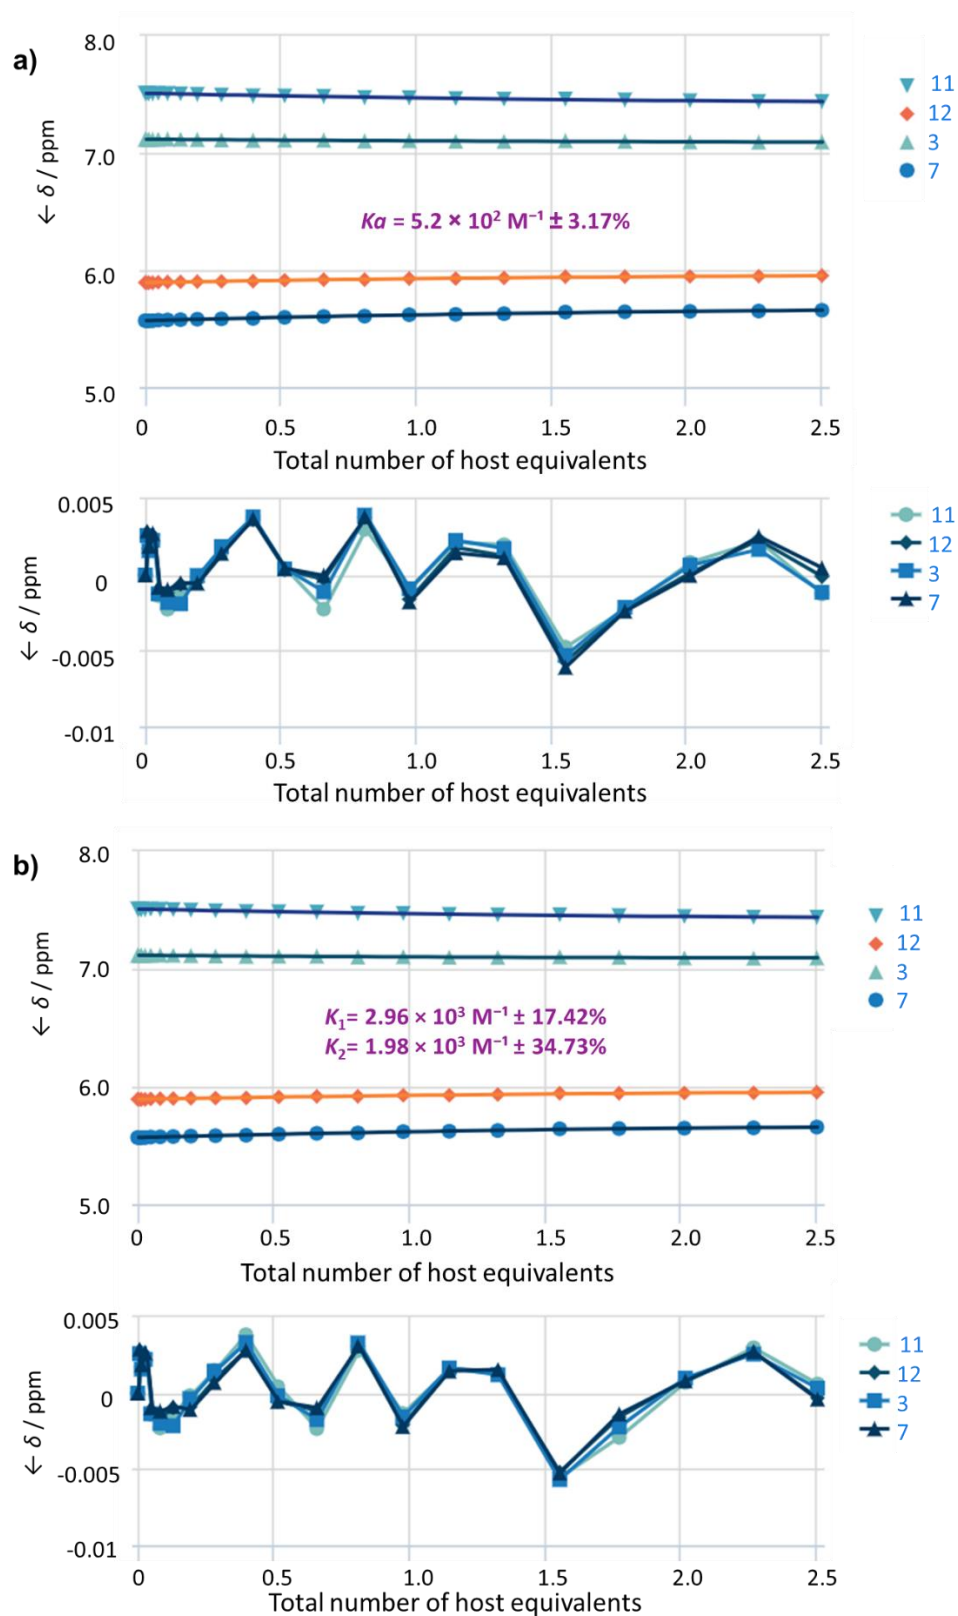 a)
8.0
7.0
6.0
5.0
← δ / ppm
Ka = 5.2 × 10² M⁻¹ ± 3.17%
0 0.5 1.0 1.5 2.0 2.5
Total number of host equivalents
11
12
3
7
0.005
0
-0.005
-0.01
← δ / ppm
0 0.5 1.0 1.5 2.0 2.5
Total number of host equivalents
11
12
3
7
b)
8.0
7.0
6.0
5.0
← δ / ppm
K₁= 2.96 × 10³ M⁻¹ ± 17.42%
K₂= 1.98 × 10³ M⁻¹ ± 34.73%
0 0.5 1.0 1.5 2.0 2.5
Total number of host equivalents
11
12
3
7
0.005
0
-0.005
-0.01
← δ / ppm
0 0.5 1.0 1.5 2.0 2.5
Total number of host equivalents
11
12
3
7